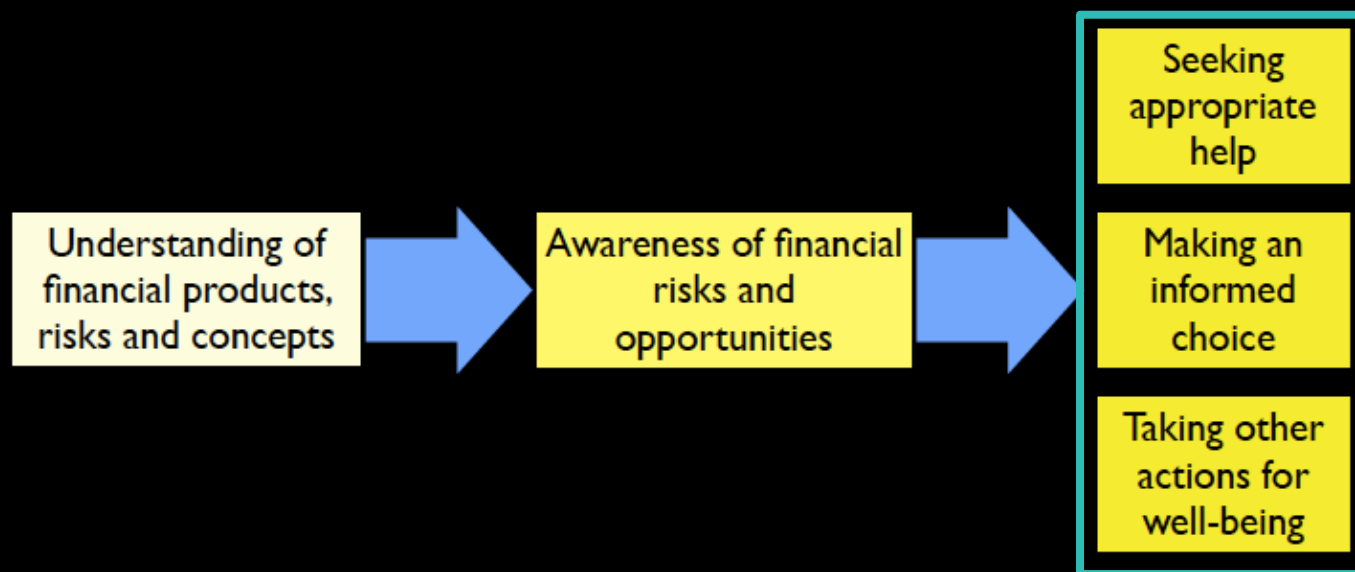 Understanding of
financial products,
risks and concepts
Awareness of financial
risks and
opportunities
Seeking
appropriate
help
Making an
informed
choice
Taking other
actions for
well-being